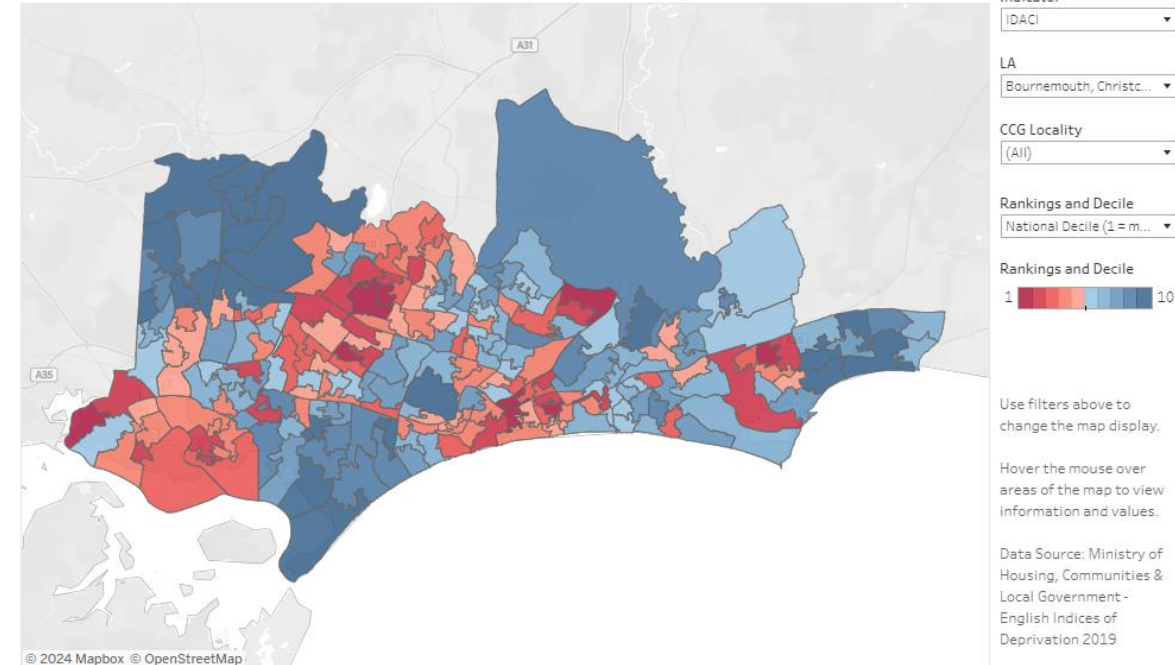 Indicator
IDACI
LA
Bournemouth, Christc...
CCG Locality
(All)
Rankings and Decile
National Decile (1 = m...
Rankings and Decile
1 10
A31
A35
Use filters above to
change the map display.
Hover the mouse over
areas of the map to view
information and values.
Data Source: Ministry of
Housing, Communities &
Local Government -
English Indices of
Deprivation 2019
© 2024 Mapbox © OpenStreetMap